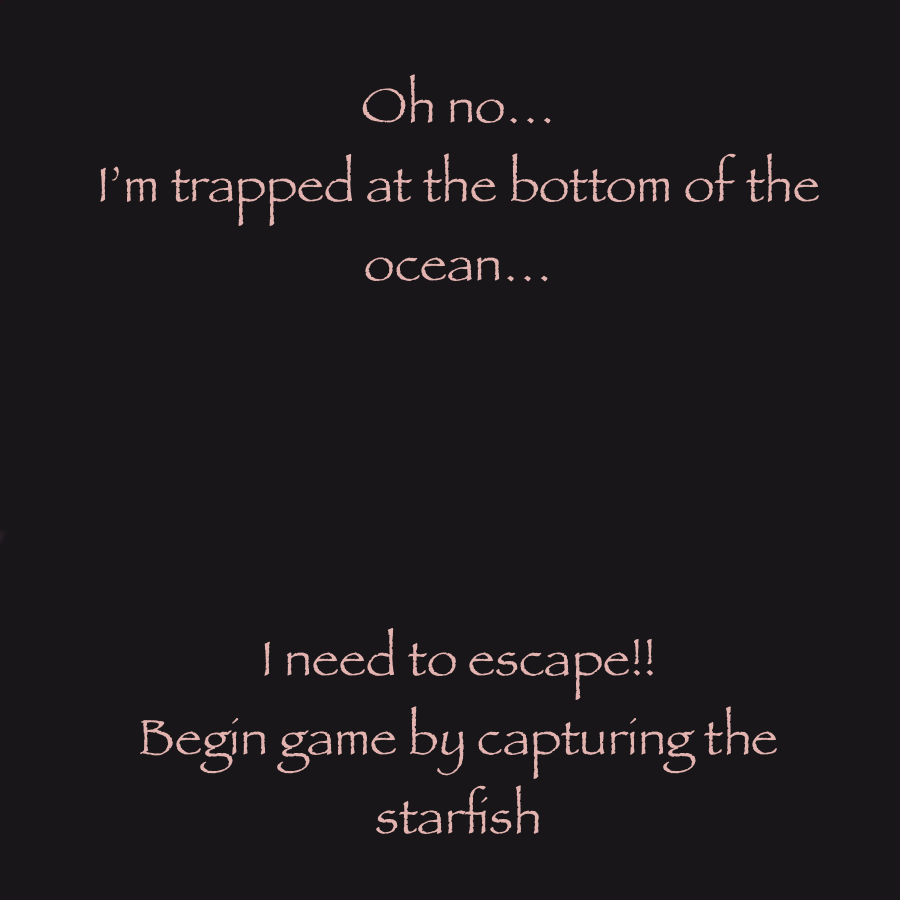 Oh no…
I’m trapped at the bottom of the
ocean…
I need to escape!!
Begin game by capturing the
starfish